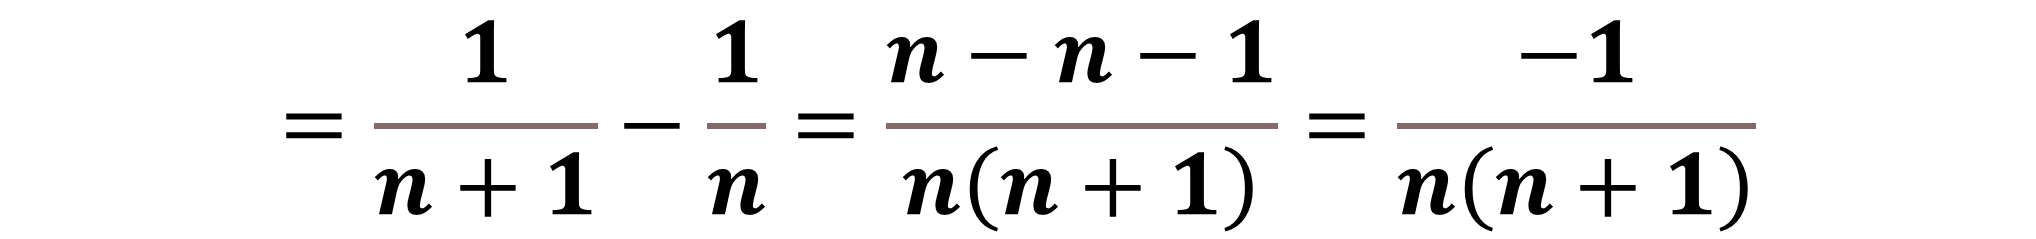 = 1/(n + 1) − 1/n = (n − n − 1)/(n(n + 1)) = −1/(n(n + 1))